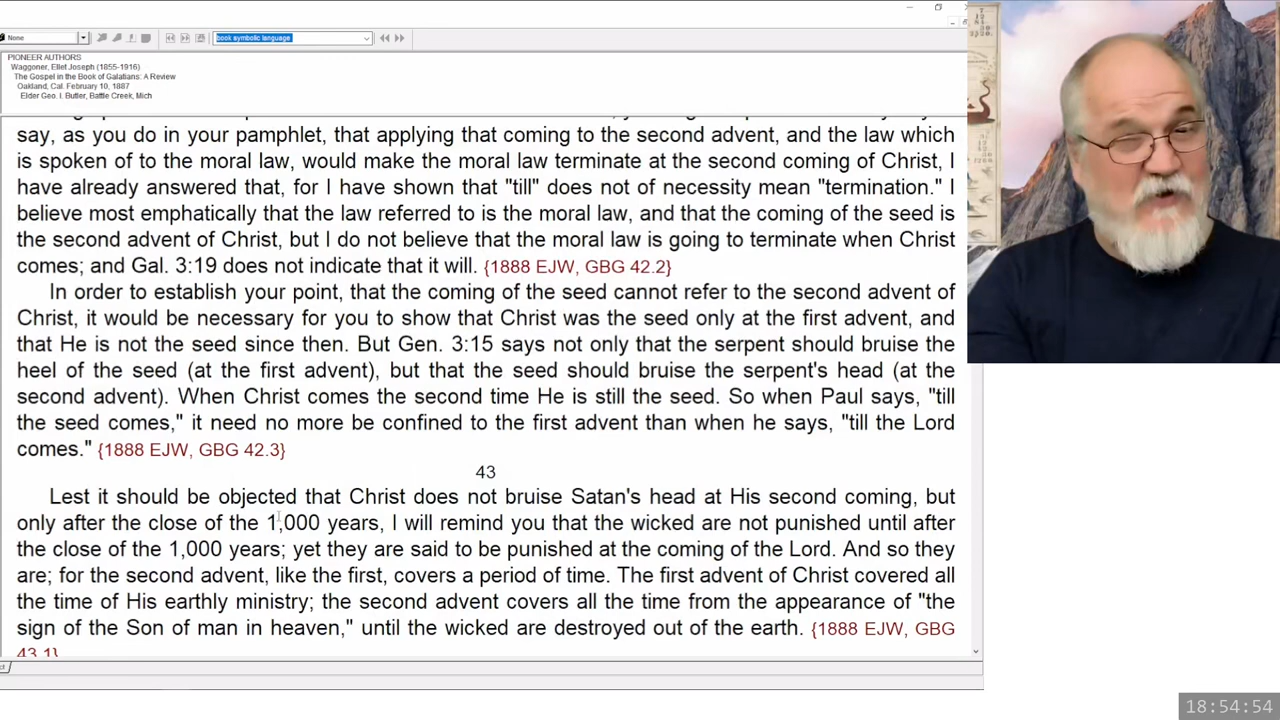 None
book symbolic language
PIONEER AUTHORS
Waggoner, Ellet Joseph (1855-1916)
The Gospel in the Book of Galatians: A Review
Oakland, Cal. February 10, 1887
Elder Geo. I. Butler, Battle Creek, Mich
say, as you do in your pamphlet, that applying that coming to the second advent, and the law which
is spoken of to the moral law, would make the moral law terminate at the second coming of Christ, I
have already answered that, for I have shown that "till" does not of necessity mean "termination." I
believe most emphatically that the law referred to is the moral law, and that the coming of the seed is
the second advent of Christ, but I do not believe that the moral law is going to terminate when Christ
comes; and Gal. 3:19 does not indicate that it will. {1888 EJW, GBG 42.2}
In order to establish your point, that the coming of the seed cannot refer to the second advent of
Christ, it would be necessary for you to show that Christ was the seed only at the first advent, and
that He is not the seed since then. But Gen. 3:15 says not only that the serpent should bruise the
heel of the seed (at the first advent), but that the seed should bruise the serpent's head (at the
second advent). When Christ comes the second time He is still the seed. So when Paul says, "till
the seed comes," it need no more be confined to the first advent than when he says, "till the Lord
comes." {1888 EJW, GBG 42.3}
43
Lest it should be objected that Christ does not bruise Satan's head at His second coming, but
only after the close of the 1,000 years, I will remind you that the wicked are not punished until after
the close of the 1,000 years; yet they are said to be punished at the coming of the Lord. And so they
are; for the second advent, like the first, covers a period of time. The first advent of Christ covered all
the time of His earthly ministry; the second advent covers all the time from the appearance of "the
sign of the Son of man in heaven," until the wicked are destroyed out of the earth. {1888 EJW, GBG
43.1}
18:54:54